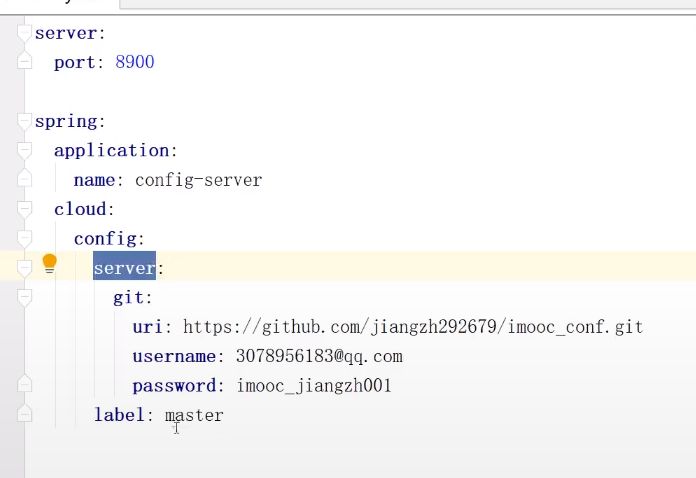 server:
  port: 8900
spring:
  application:
    name: config-server
  cloud:
    config:
      server:
        git:
          uri: https://github.com/jiangzh292679/imooc_conf.git
          username: 3078956183@qq.com
          password: imooc_jiangzh001
      label: master